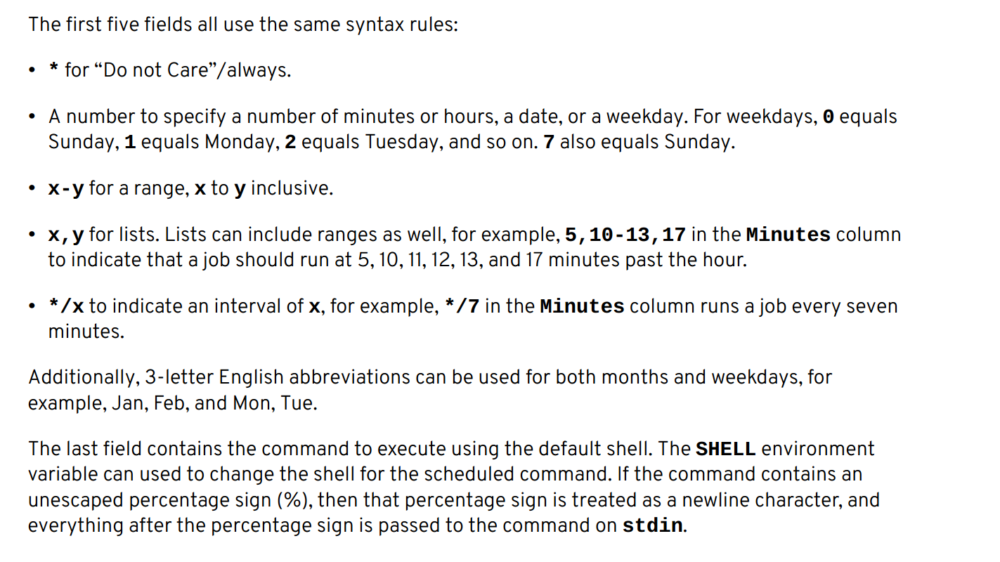 The first five fields all use the same syntax rules:
• * for “Do not Care”/always.
• A number to specify a number of minutes or hours, a date, or a weekday. For weekdays, 0 equals
Sunday, 1 equals Monday, 2 equals Tuesday, and so on. 7 also equals Sunday.
• x-y for a range, x to y inclusive.
• x,y for lists. Lists can include ranges as well, for example, 5,10-13,17 in the Minutes column
to indicate that a job should run at 5, 10, 11, 12, 13, and 17 minutes past the hour.
• */x to indicate an interval of x, for example, */7 in the Minutes column runs a job every seven
minutes.
Additionally, 3-letter English abbreviations can be used for both months and weekdays, for
example, Jan, Feb, and Mon, Tue.
The last field contains the command to execute using the default shell. The SHELL environment
variable can used to change the shell for the scheduled command. If the command contains an
unescaped percentage sign (%), then that percentage sign is treated as a newline character, and
everything after the percentage sign is passed to the command on stdin.